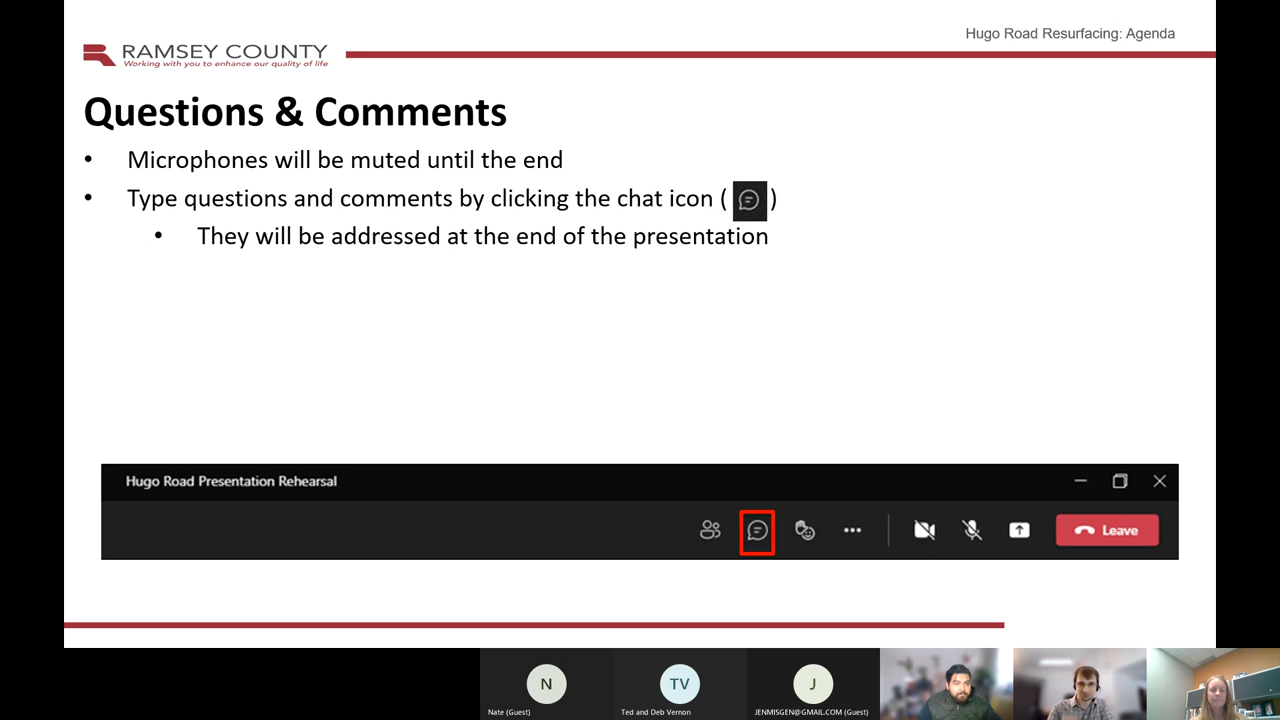 Hugo Road Resurfacing: Agenda
RAMSEY COUNTY
Working with you to enhance our quality of life
Questions & Comments
• Microphones will be muted until the end
• Type questions and comments by clicking the chat icon ( )
• They will be addressed at the end of the presentation
Hugo Road Presentation Rehearsal
Leave
N
TV
J
Nate (Guest)
Ted and Deb Vernon
JENMISGEN@GMAIL.COM (Guest)